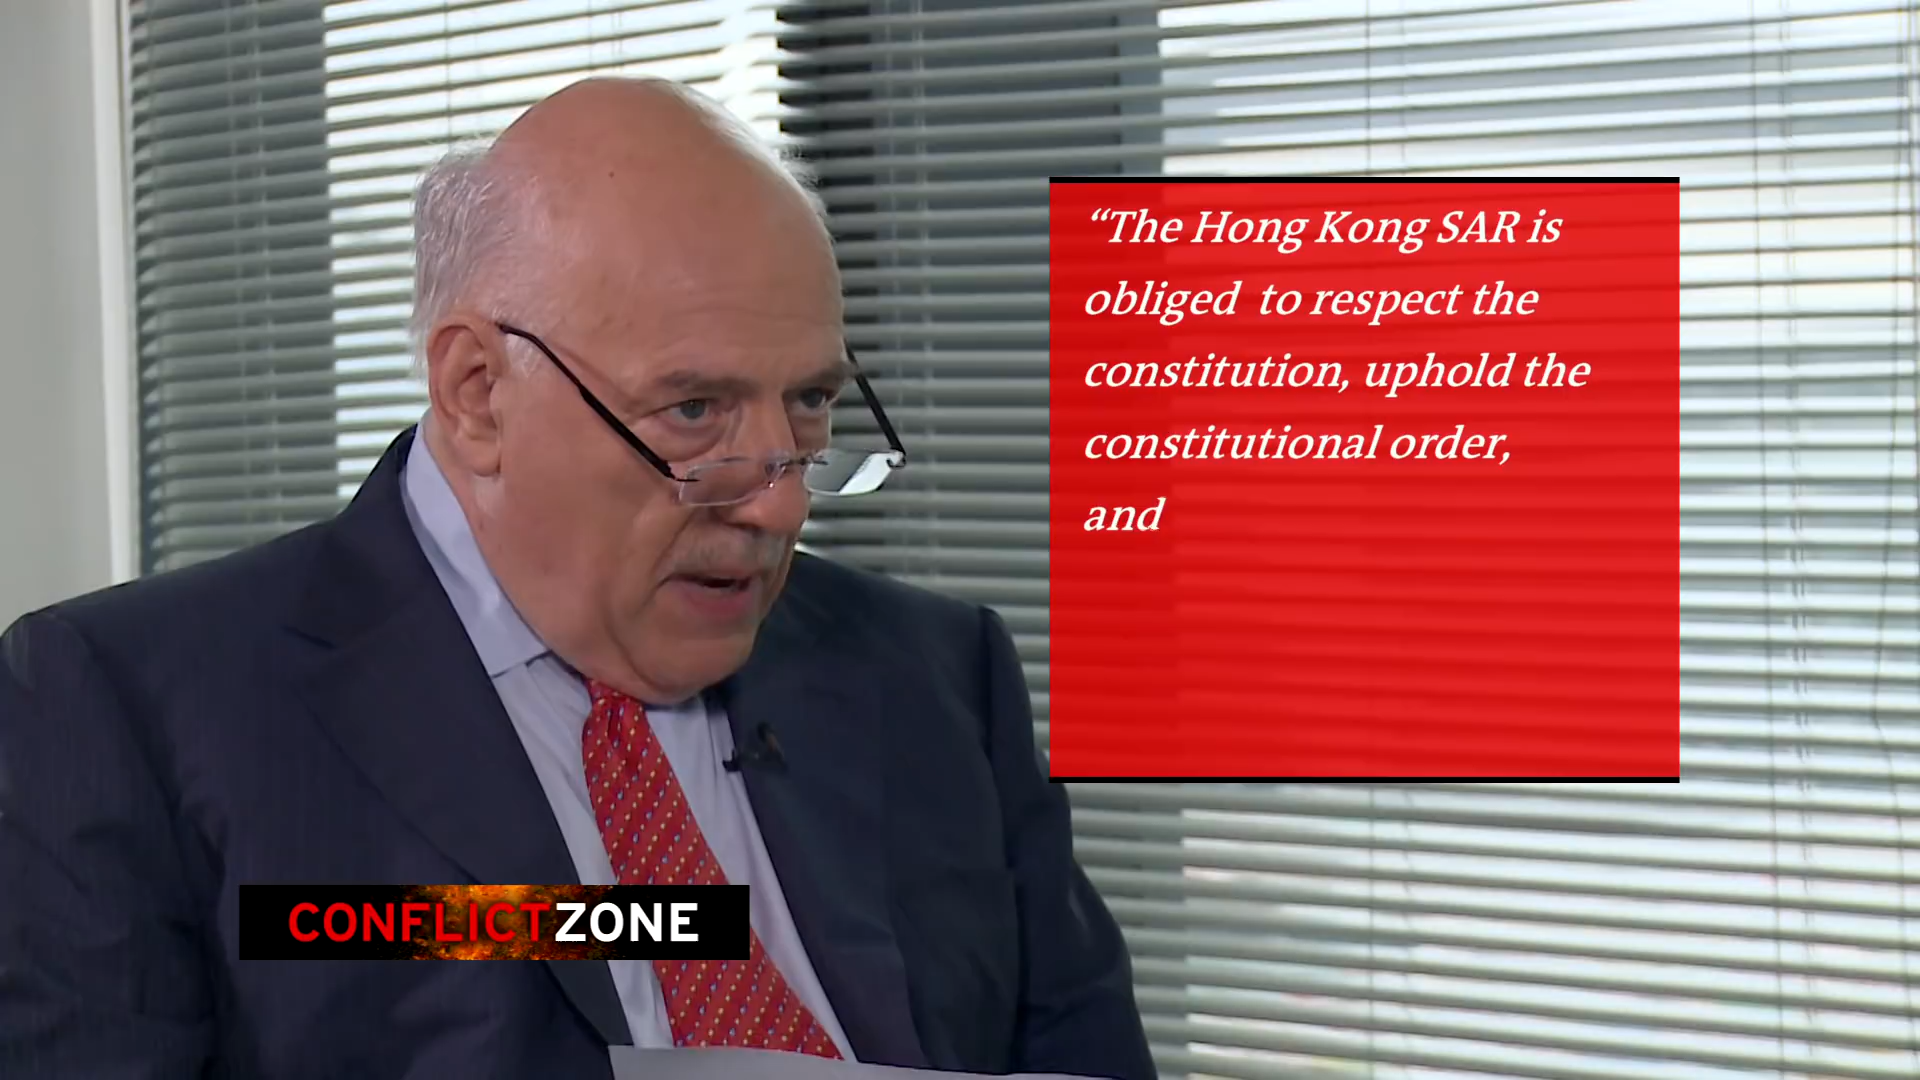 “The Hong Kong SAR is
obliged to respect the
constitution, uphold the
constitutional order,
and
CONFLICTZONE